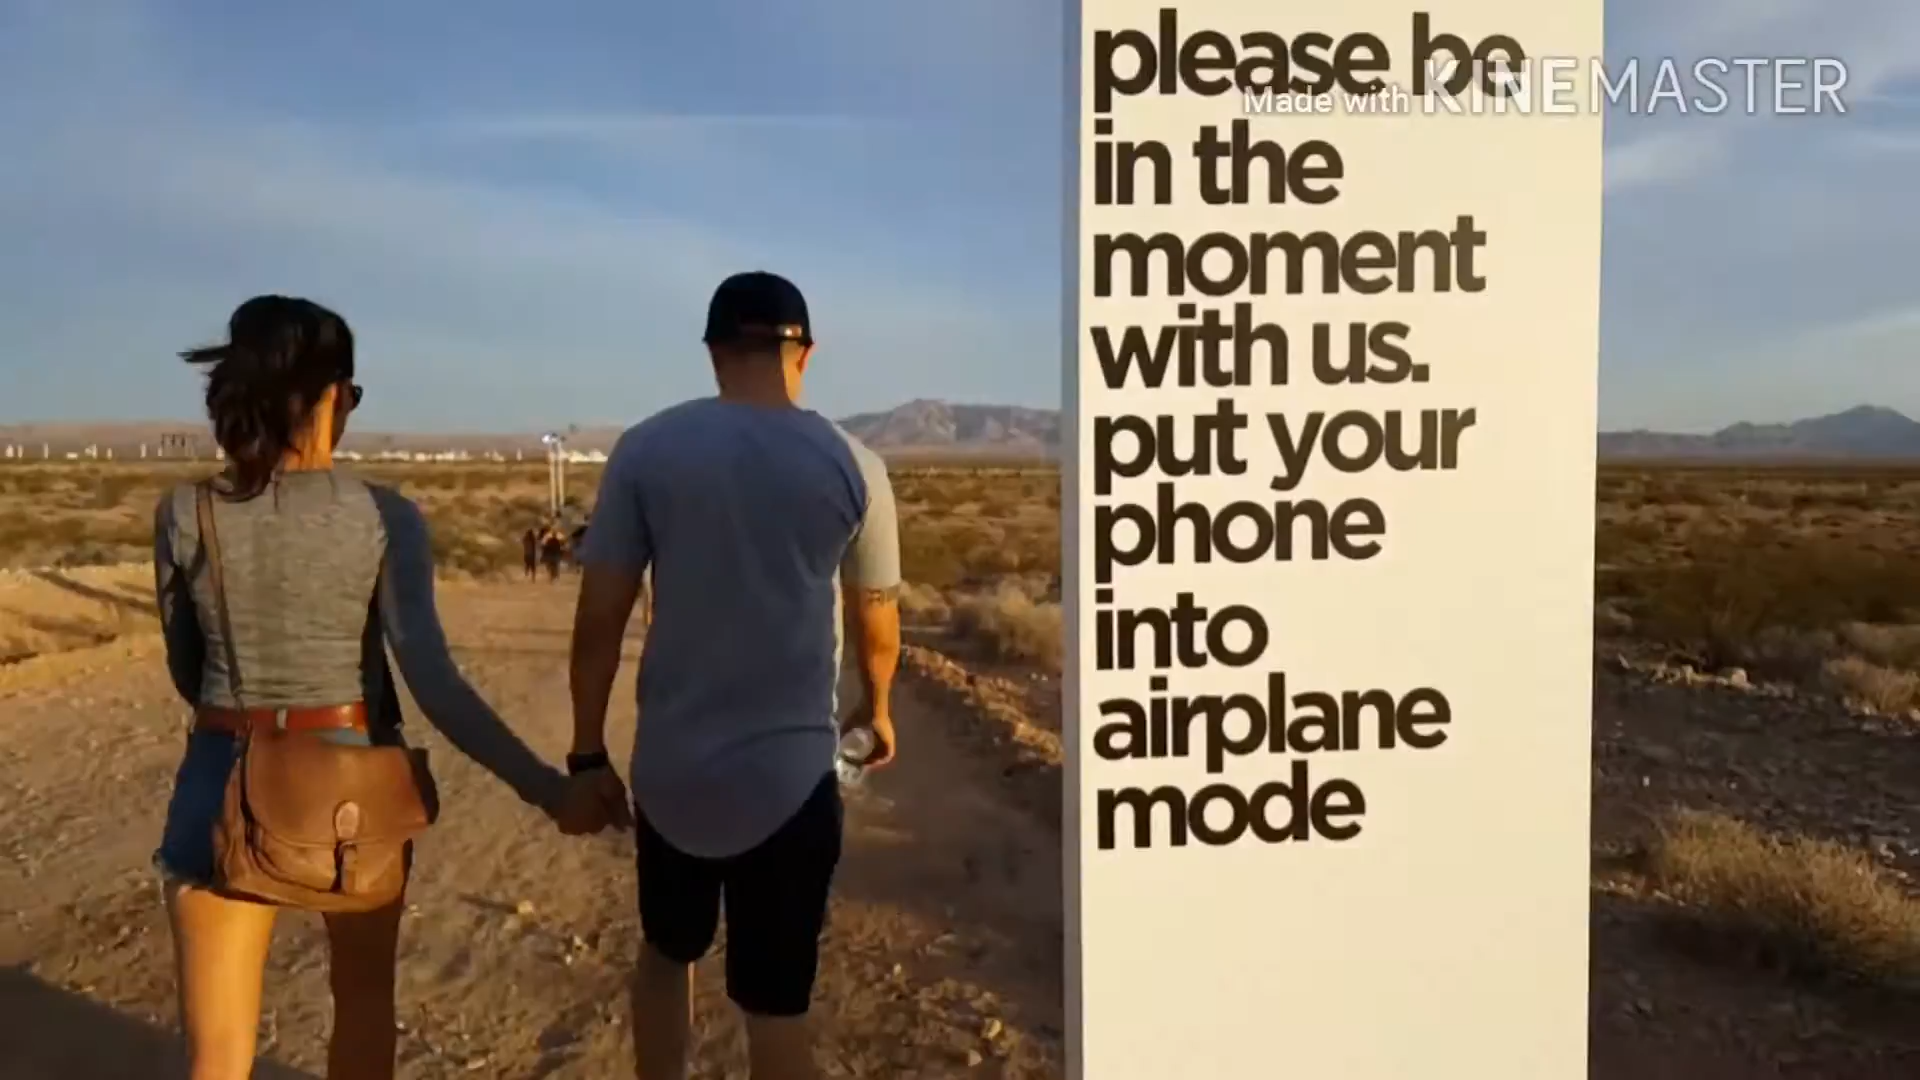 please be
Made with KINEMASTER
in the
moment
with us.
put your
phone
into
airplane
mode